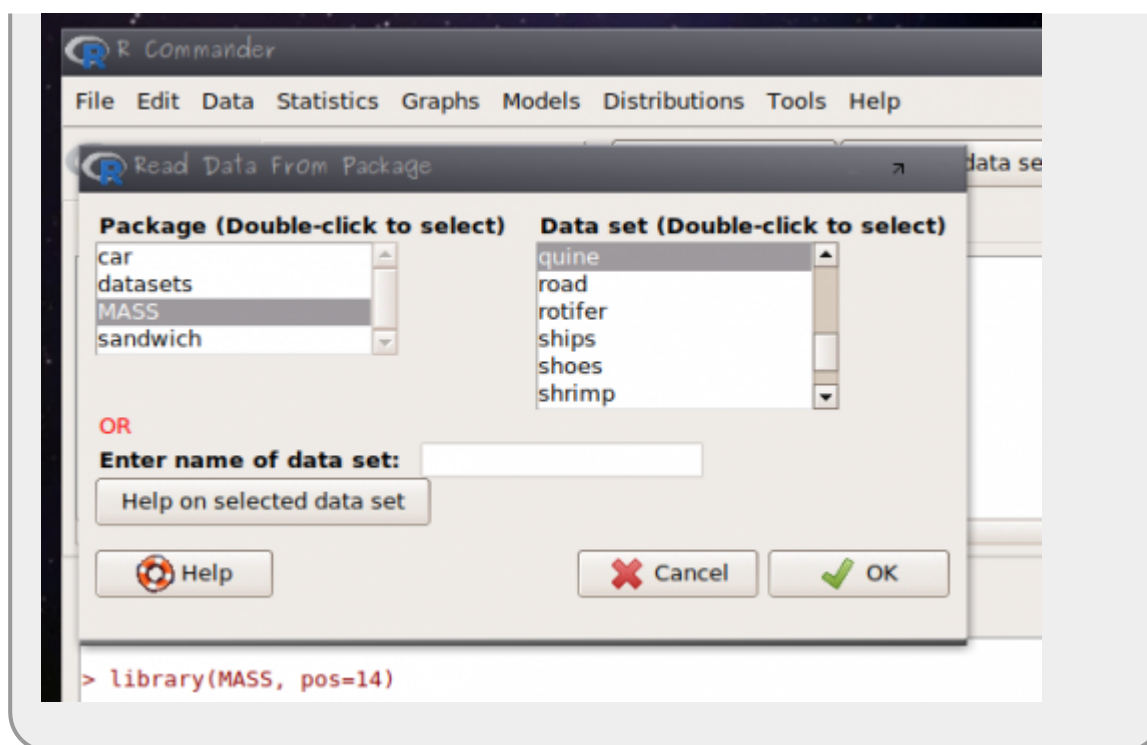 R Commander
File Edit Data Statistics Graphs Models Distributions Tools Help
data se
Read Data From Package
Package (Double-click to select)
car
datasets
MASS
sandwich
Data set (Double-click to select)
quine
road
rotifer
ships
shoes
shrimp
OR
Enter name of data set:
Help on selected data set
Help
Cancel
OK
> library(MASS, pos=14)